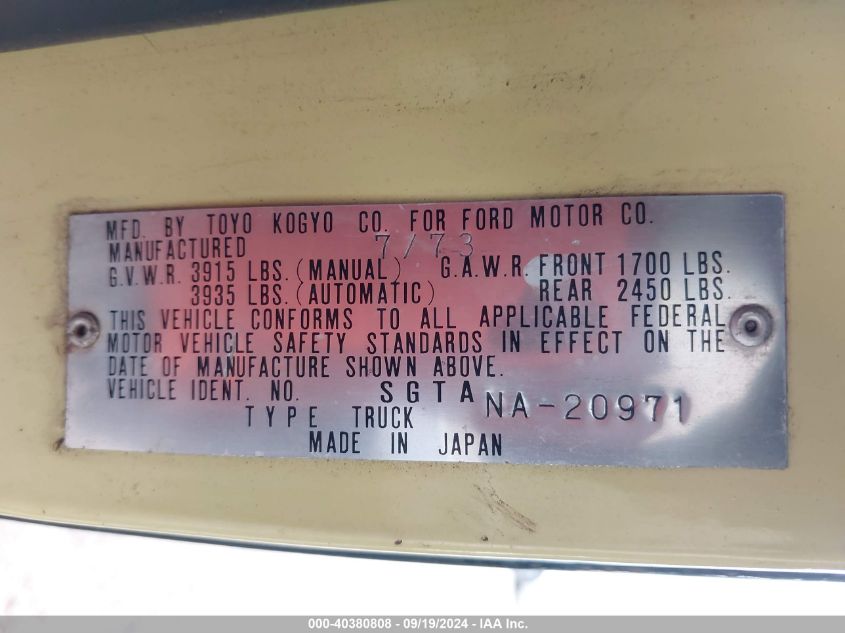 MFD. BY TOYO KOGYO CO. FOR FORD MOTOR CO.
MANUFACTURED 7/73
G.V.W.R. 3915 LBS. (MANUAL) G.A.W.R. FRONT 1700 LBS.
3935 LBS. (AUTOMATIC) REAR 2450 LBS.
THIS VEHICLE CONFORMS TO ALL APPLICABLE FEDERAL
MOTOR VEHICLE SAFETY STANDARDS IN EFFECT ON THE
DATE OF MANUFACTURE SHOWN ABOVE.
VEHICLE IDENT. NO. SGTANA-20971
TYPE TRUCK
MADE IN JAPAN
000-40380808 - 09/19/2024 - IAA Inc.